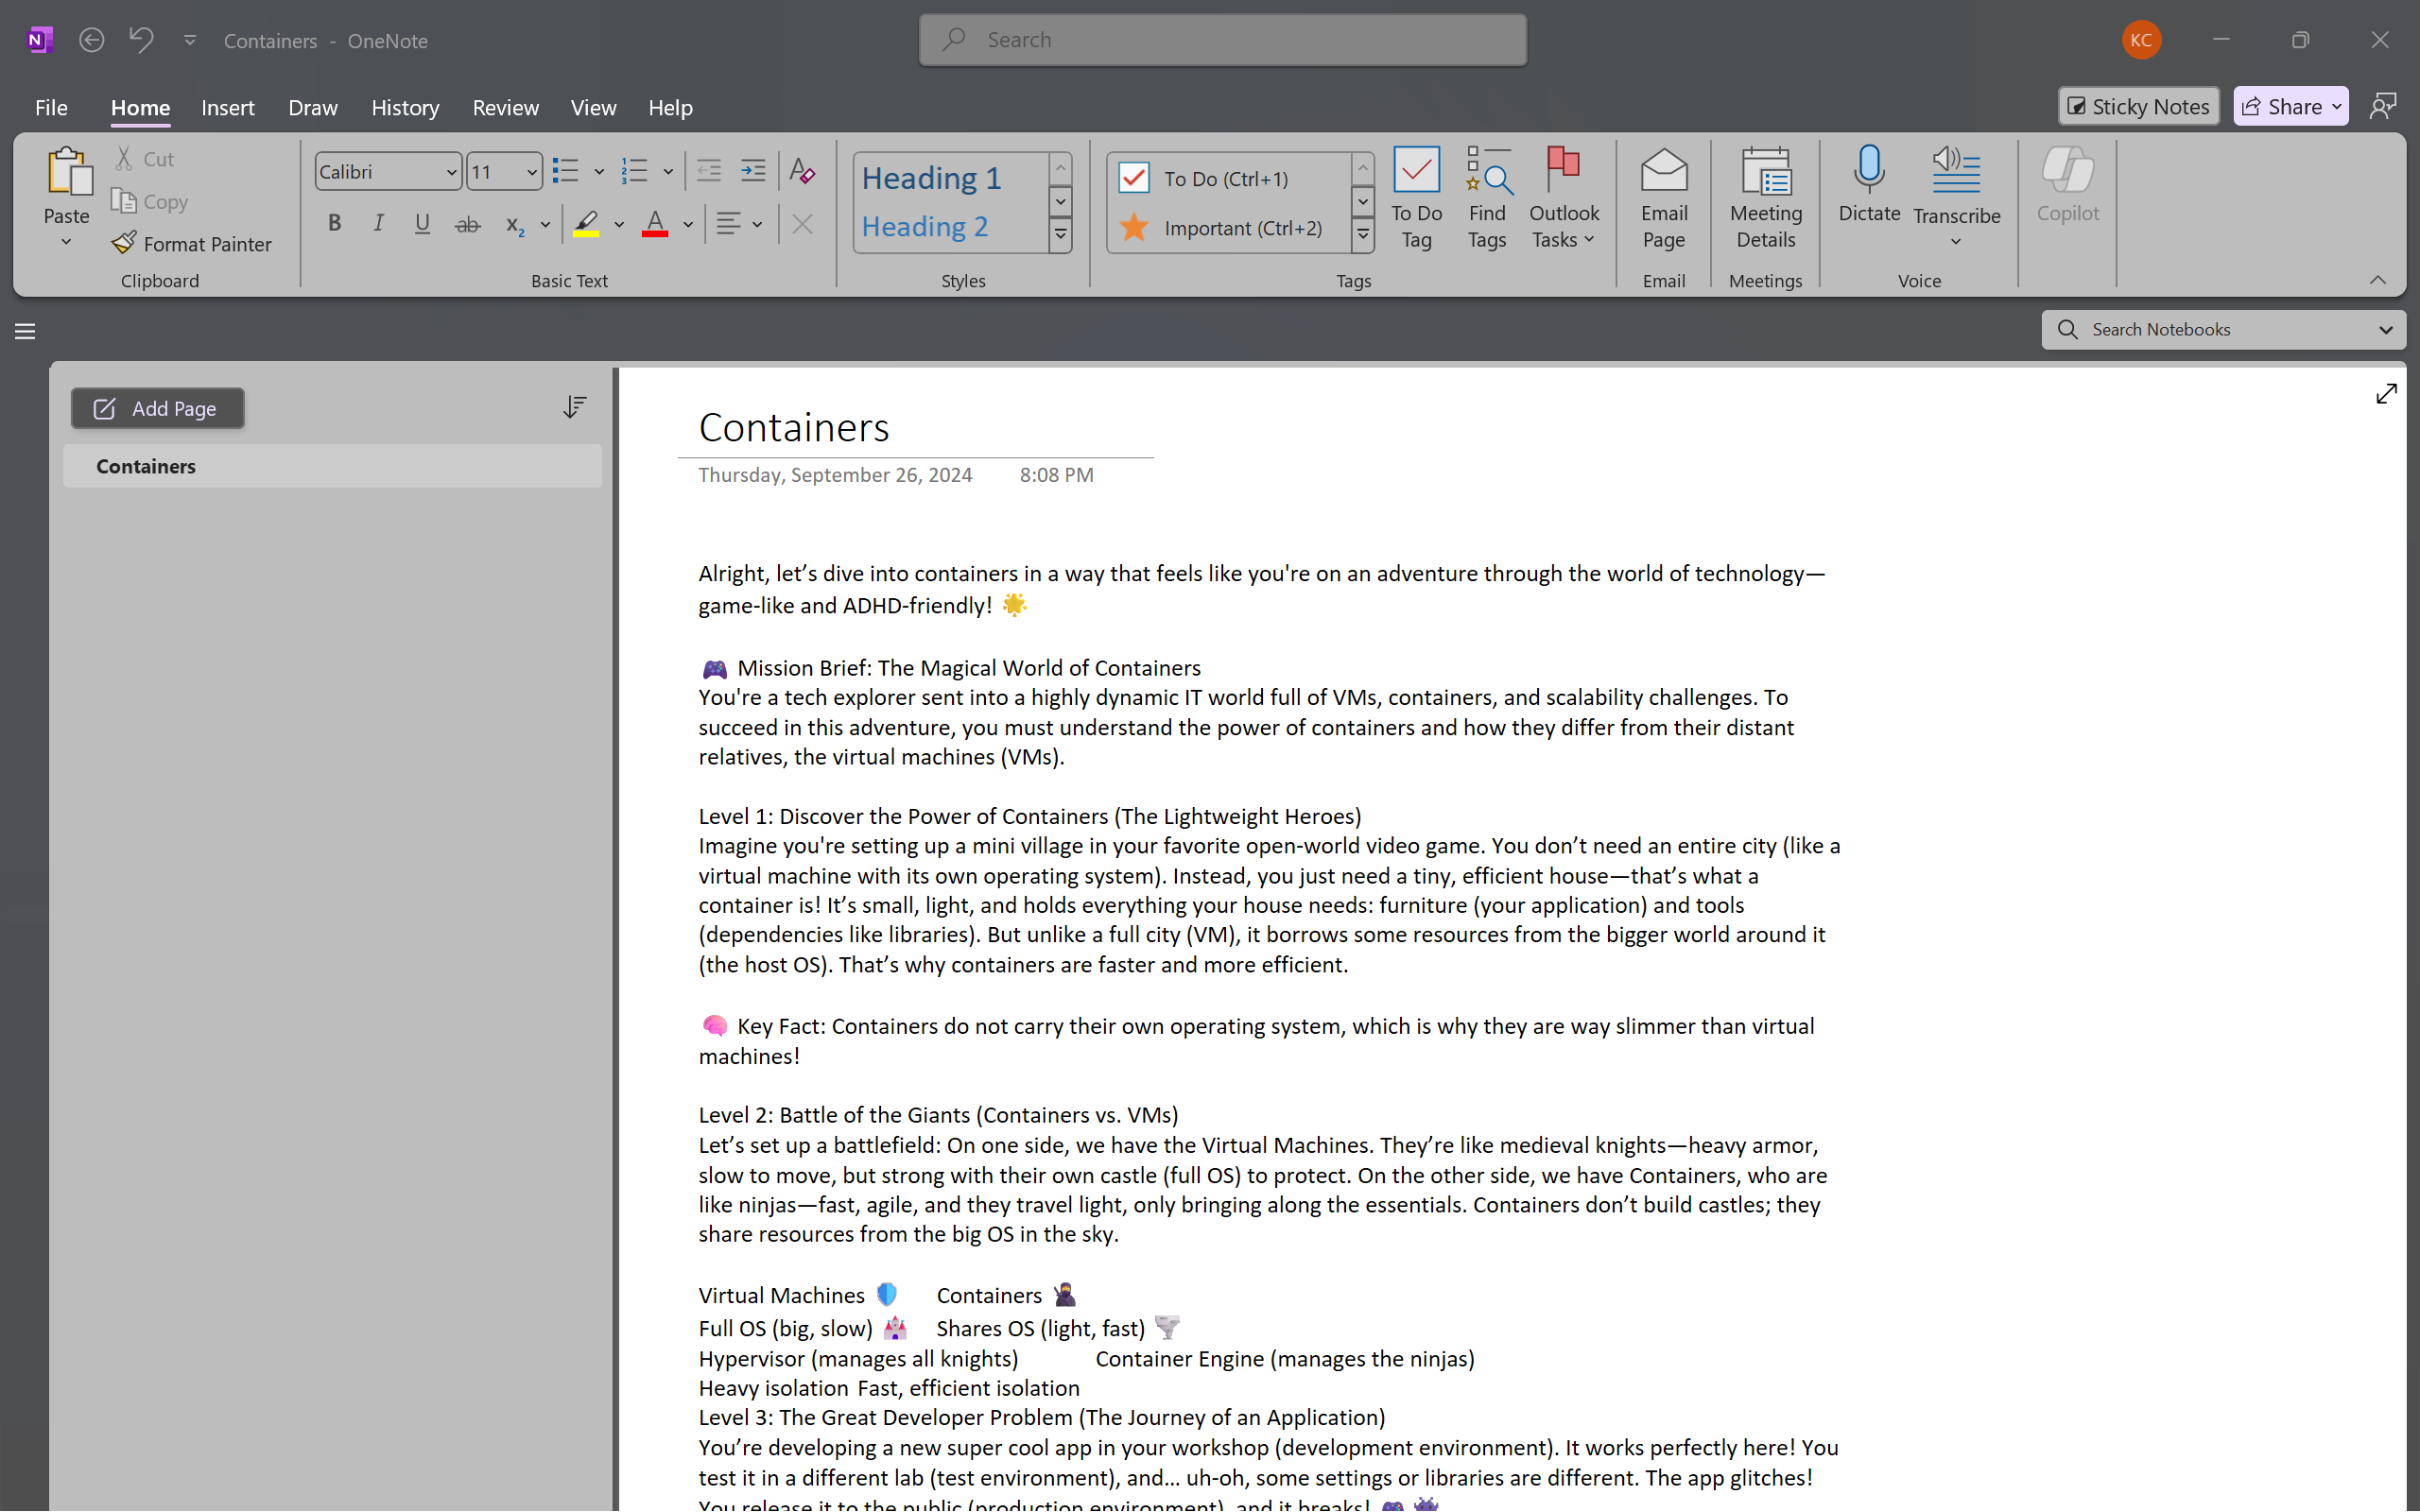 Containers - OneNote
Search
KC
File Home Insert Draw History Review View Help
Sticky Notes Share
Paste
Cut
Copy
Format Painter
Clipboard
Calibri 11
B I U ab x₂ A A
Basic Text
Heading 1
Heading 2
Styles
To Do (Ctrl+1)
Important (Ctrl+2)
To Do
Tag
Find
Tags
Outlook
Tasks
Tags
Email
Page
Email
Meeting
Details
Meetings
Dictate
Transcribe
Voice
Copilot
Search Notebooks
Add Page
Containers
Containers
Thursday, September 26, 2024 8:08 PM
Alright, let’s dive into containers in a way that feels like you're on an adventure through the world of technology—
game-like and ADHD-friendly! 🌟
🎮 Mission Brief: The Magical World of Containers
You're a tech explorer sent into a highly dynamic IT world full of VMs, containers, and scalability challenges. To
succeed in this adventure, you must understand the power of containers and how they differ from their distant
relatives, the virtual machines (VMs).
Level 1: Discover the Power of Containers (The Lightweight Heroes)
Imagine you're setting up a mini village in your favorite open-world video game. You don’t need an entire city (like a
virtual machine with its own operating system). Instead, you just need a tiny, efficient house—that’s what a
container is! It’s small, light, and holds everything your house needs: furniture (your application) and tools
(dependencies like libraries). But unlike a full city (VM), it borrows some resources from the bigger world around it
(the host OS). That’s why containers are faster and more efficient.
🧠 Key Fact: Containers do not carry their own operating system, which is why they are way slimmer than virtual
machines!
Level 2: Battle of the Giants (Containers vs. VMs)
Let’s set up a battlefield: On one side, we have the Virtual Machines. They’re like medieval knights—heavy armor,
slow to move, but strong with their own castle (full OS) to protect. On the other side, we have Containers, who are
like ninjas—fast, agile, and they travel light, only bringing along the essentials. Containers don’t build castles; they
share resources from the big OS in the sky.
Virtual Machines 🛡️ Containers 🥷
Full OS (big, slow) 🏰 Shares OS (light, fast) 🌪️
Hypervisor (manages all knights) Container Engine (manages the ninjas)
Heavy isolation Fast, efficient isolation
Level 3: The Great Developer Problem (The Journey of an Application)
You’re developing a new super cool app in your workshop (development environment). It works perfectly here! You
test it in a different lab (test environment), and… uh-oh, some settings or libraries are different. The app glitches!
You release it to the public (production environment), and it breaks! 🎮 👾